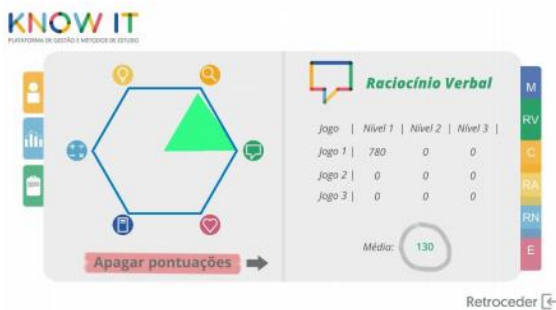 KNOW IT
PLATAFORMA DE GESTÃO E MÉTODOS DE ESTUDO
Raciocínio Verbal
Jogo | Nível 1 | Nível 2 | Nível 3 |
Jogo 1 | 780 0 0
Jogo 2 | 0 0 0
Jogo 3 | 0 0 0
Média: 130
Apagar pontuações
M
RV
C
RA
RN
E
Retroceder